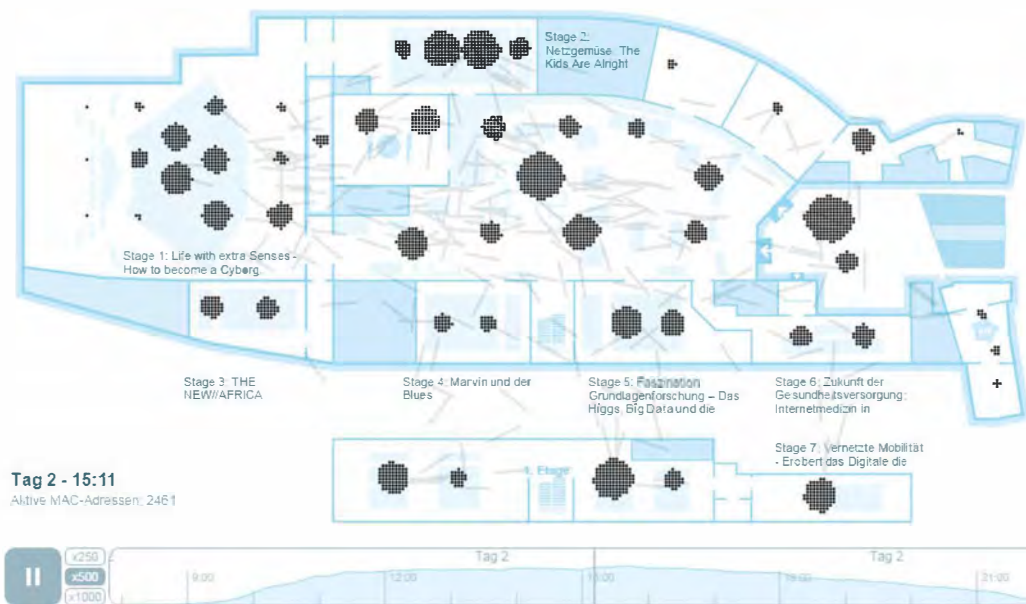 Stage 2:
Netzgemüse: The
Kids Are Alright
Stage 1: Life with extra Senses -
How to become a Cyborg.
Stage 3: THE
NEW//AFRICA
Stage 4: Marvin und der
Blues
Stage 5: Faszination
Grundlagenforschung – Das
Higgs, Big Data und die
Stage 6: Zukunft der
Gesundheitsversorgung:
Internetmedizin in
Stage 7: Vernetzte Mobilität
- Erobert das Digitale die
1. Etage
Tag 2 - 15:11
Aktive MAC-Adressen: 2461
x250
x500
x1000
Tag 2
Tag 2
9:00
12:00
15:00
18:00
21:00